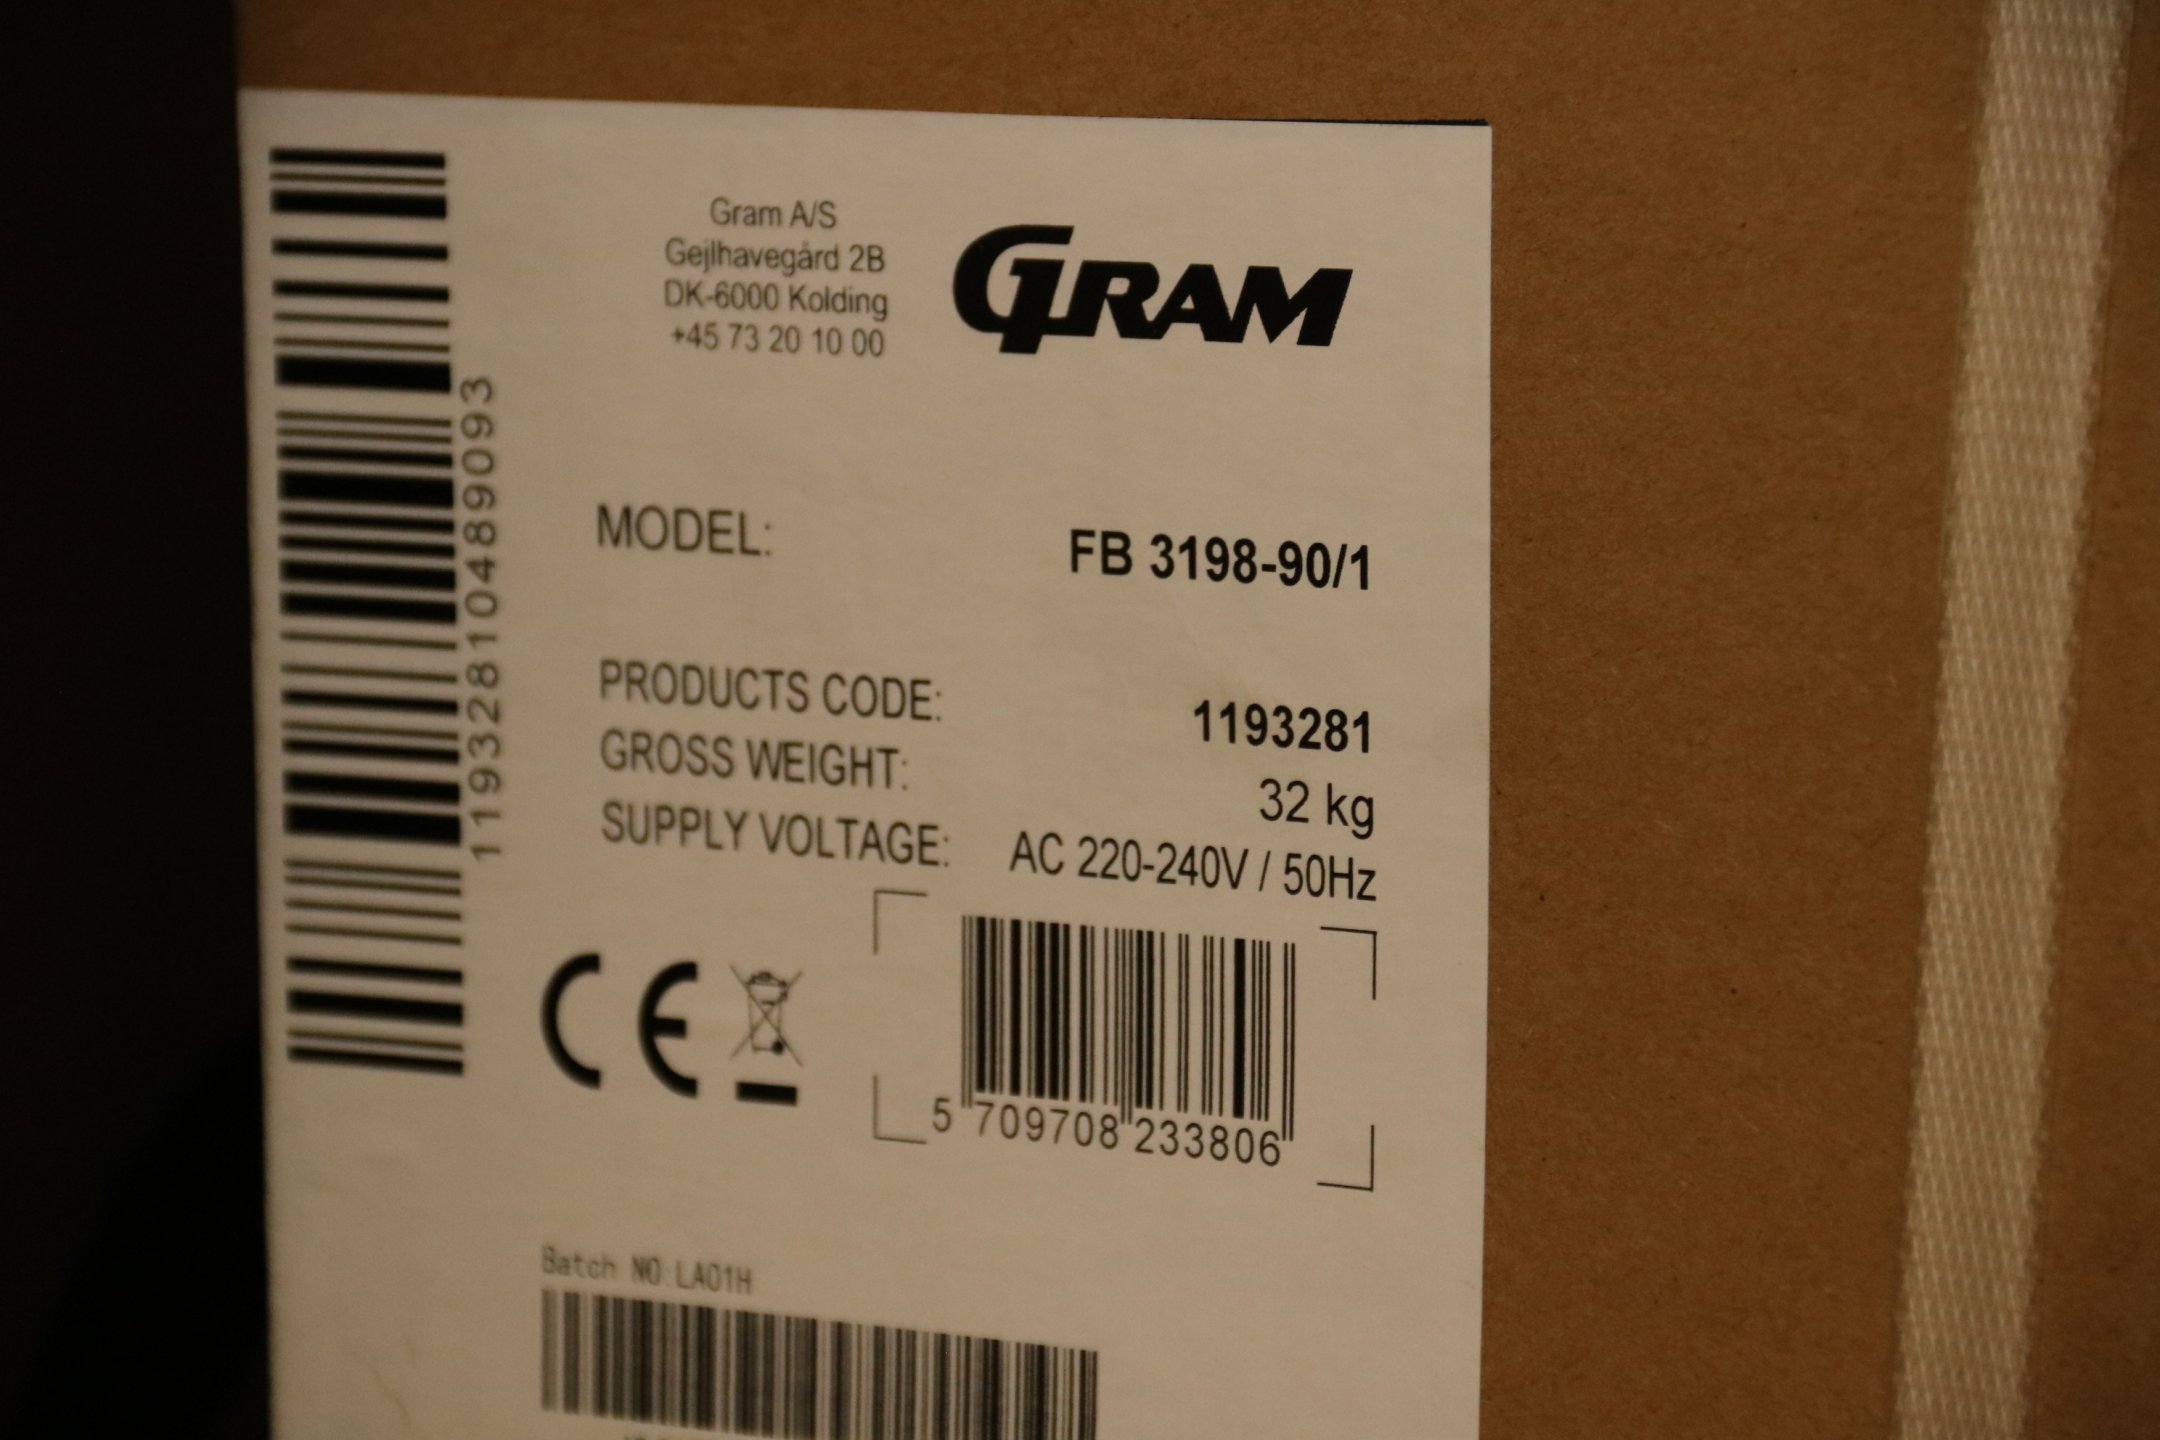 Gram A/S
Gejlhavegård 2B
DK-6000 Kolding
+45 73 20 10 00
GRAM
11932810489093
MODEL: FB 3198-90/1
PRODUCTS CODE: 1193281
GROSS WEIGHT: 32 kg
SUPPLY VOLTAGE: AC 220-240V / 50Hz
CE
5 709708 233806
Batch NO:LA01H